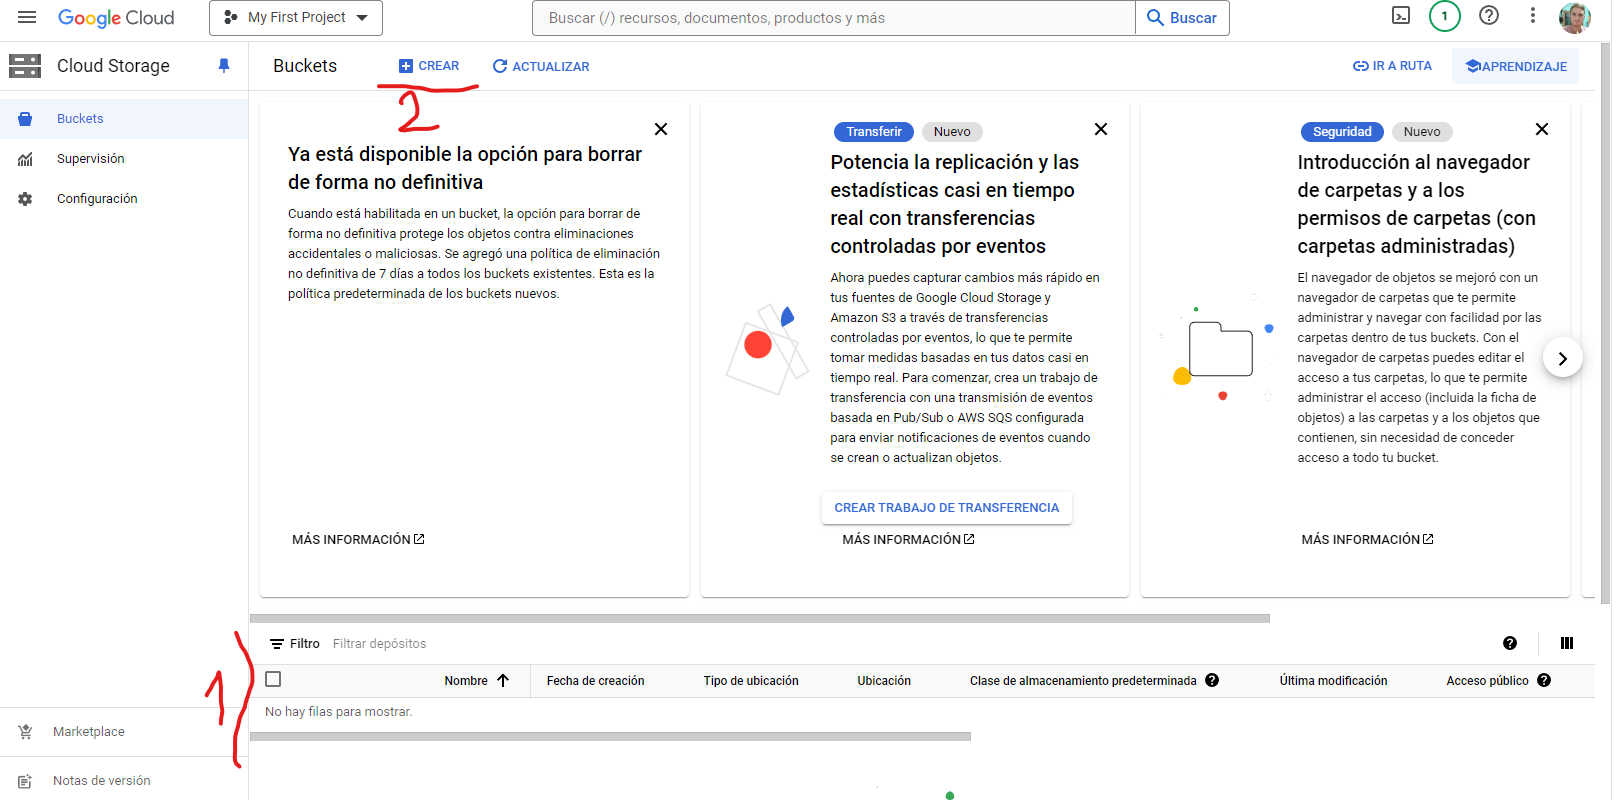 Google Cloud
My First Project
Buscar (/) recursos, documentos, productos y más
Buscar
1
Cloud Storage
Buckets
CREAR
ACTUALIZAR
IR A RUTA
APRENDIZAJE
2
Buckets
Supervisión
Configuración
Ya está disponible la opción para borrar
de forma no definitiva
Cuando está habilitada en un bucket, la opción para borrar de
forma no definitiva protege los objetos contra eliminaciones
accidentales o maliciosas. Se agregó una política de eliminación
no definitiva de 7 días a todos los buckets existentes. Esta es la
política predeterminada de los buckets nuevos.
MÁS INFORMACIÓN
Transferir
Nuevo
Potencia la replicación y las
estadísticas casi en tiempo
real con transferencias
controladas por eventos
Ahora puedes capturar cambios más rápido en
tus fuentes de Google Cloud Storage y
Amazon S3 a través de transferencias
controladas por eventos, lo que te permite
tomar medidas basadas en tus datos casi en
tiempo real. Para comenzar, crea un trabajo de
transferencia con una transmisión de eventos
basada en Pub/Sub o AWS SQS configurada
para enviar notificaciones de eventos cuando
se crean o actualizan objetos.
CREAR TRABAJO DE TRANSFERENCIA
MÁS INFORMACIÓN
Seguridad
Nuevo
Introducción al navegador
de carpetas y a los
permisos de carpetas (con
carpetas administradas)
El navegador de objetos se mejoró con un
navegador de carpetas que te permite
administrar y navegar con facilidad por las
carpetas dentro de tus buckets. Con el
navegador de carpetas puedes editar el
acceso a tus carpetas, lo que te permite
administrar el acceso (incluida la ficha de
objetos) a las carpetas y a los objetos que
contienen, sin necesidad de conceder
acceso a todo tu bucket.
MÁS INFORMACIÓN
Filtro
Filtrar depósitos
1
Nombre
Fecha de creación
Tipo de ubicación
Ubicación
Clase de almacenamiento predeterminada
Última modificación
Acceso público
No hay filas para mostrar.
Marketplace
Notas de versión